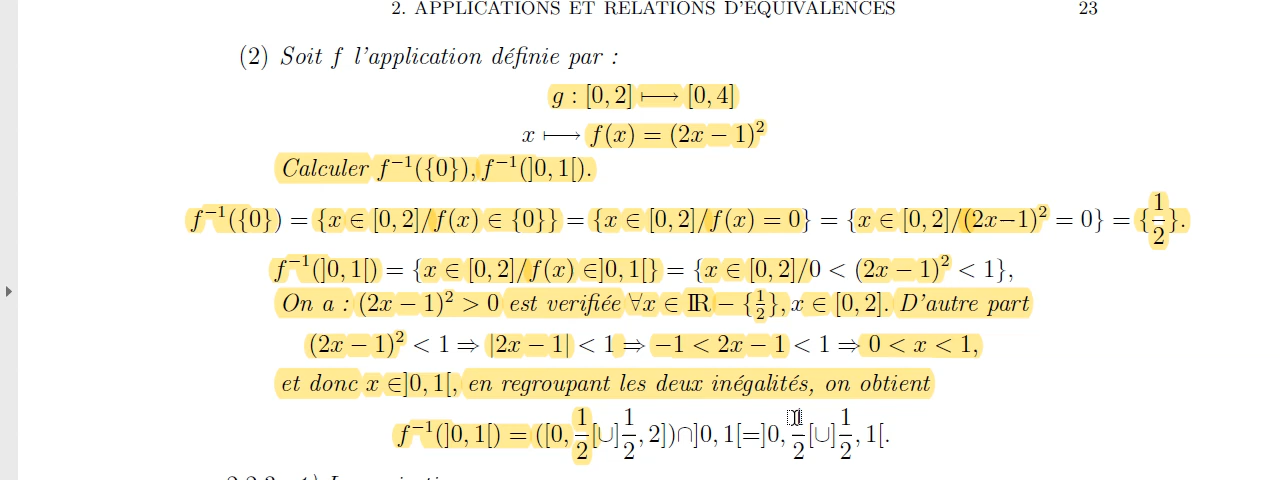 2. APPLICATIONS ET RELATIONS D'EQUIVALENCES 23
(2) Soit f l'application définie par :
g : [0, 2] ⟼ [0, 4]
x ⟼ f(x) = (2x − 1)²
Calculer f⁻¹({0}), f⁻¹(]0, 1[).
f⁻¹({0}) = {x ∈ [0, 2]/f(x) ∈ {0}} = {x ∈ [0, 2]/f(x) = 0} = {x ∈ [0, 2]/(2x−1)² = 0} = {1/2}.
f⁻¹(]0, 1[) = {x ∈ [0, 2]/f(x) ∈]0, 1[} = {x ∈ [0, 2]/0 < (2x − 1)² < 1},
On a : (2x − 1)² > 0 est verifiée ∀x ∈ IR − {1/2}, x ∈ [0, 2]. D'autre part
(2x − 1)² < 1 ⇒ |2x − 1| < 1 ⇒ −1 < 2x − 1 < 1 ⇒ 0 < x < 1,
et donc x ∈]0, 1[, en regroupant les deux inégalités, on obtient
f⁻¹(]0, 1[) = ([0, 1/2[∪]1/2, 2])∩]0, 1[=]0, 1/2[∪]1/2, 1[.